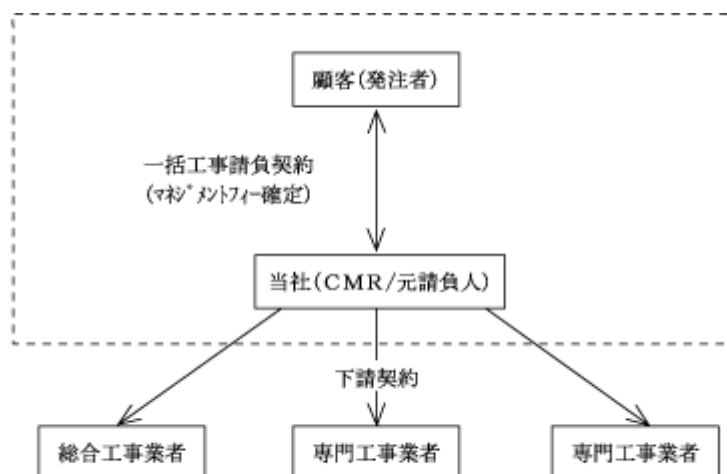 顧客(発注者)
一括工事請負契約
(ﾏﾈｼﾞﾒﾝﾄﾌｨｰ確定)
当社(ＣＭＲ/元請負人)
下請契約
総合工事業者
専門工事業者
専門工事業者